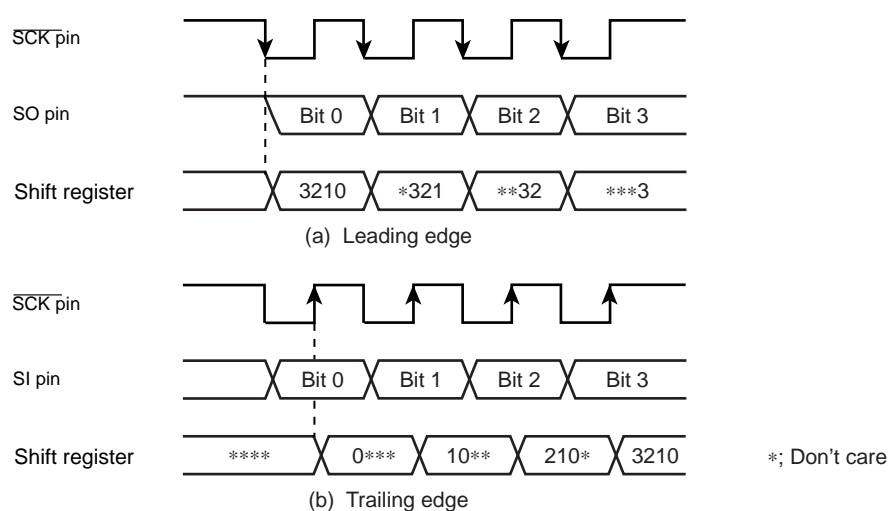 SCK pin
SO pin
Bit 0 Bit 1 Bit 2 Bit 3
Shift register
3210 *321 **32 ***3
(a) Leading edge
SCK pin
SI pin
Bit 0 Bit 1 Bit 2 Bit 3
Shift register
**** 0*** 10** 210* 3210
*; Don't care
(b) Trailing edge